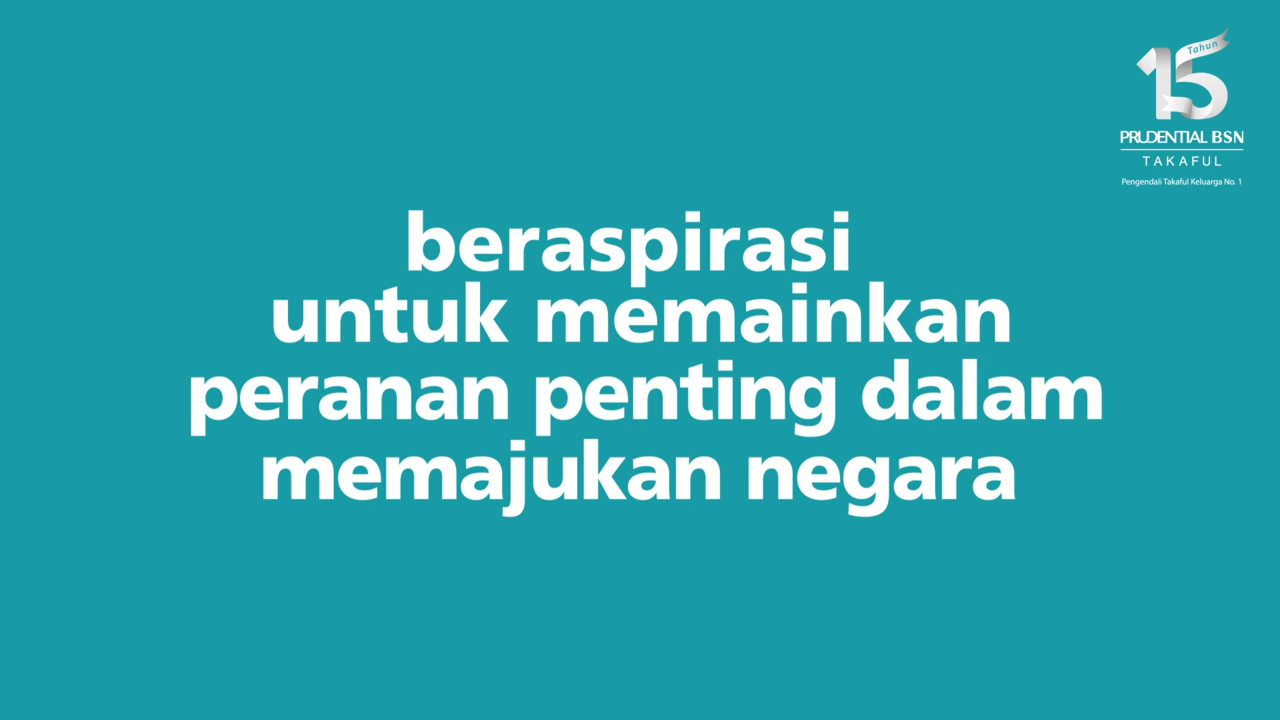 15
Tahun
PRUDENTIAL BSN
TAKAFUL
Pengendali Takaful Keluarga No. 1
beraspirasi
untuk memainkan
peranan penting dalam
memajukan negara